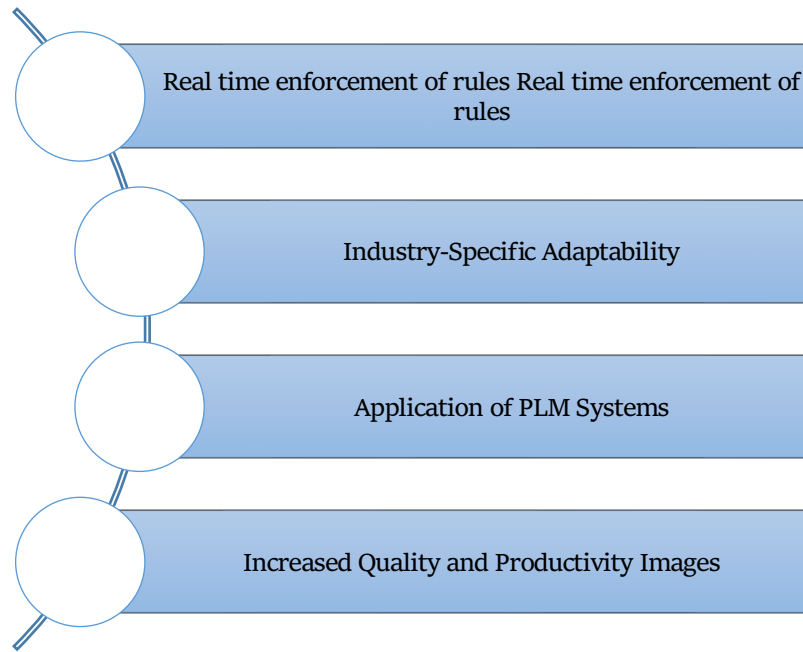 Real time enforcement of rules Real time enforcement of
rules
Industry-Specific Adaptability
Application of PLM Systems
Increased Quality and Productivity Images